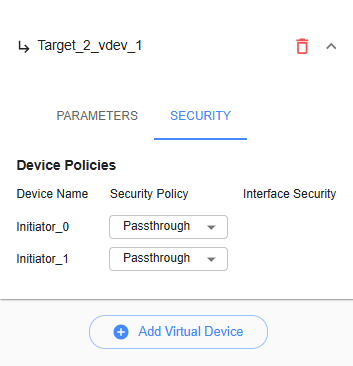 Target_2_vdev_1
PARAMETERS SECURITY
Device Policies
Device Name Security Policy Interface Security
Initiator_0 Passthrough
Initiator_1 Passthrough
Add Virtual Device